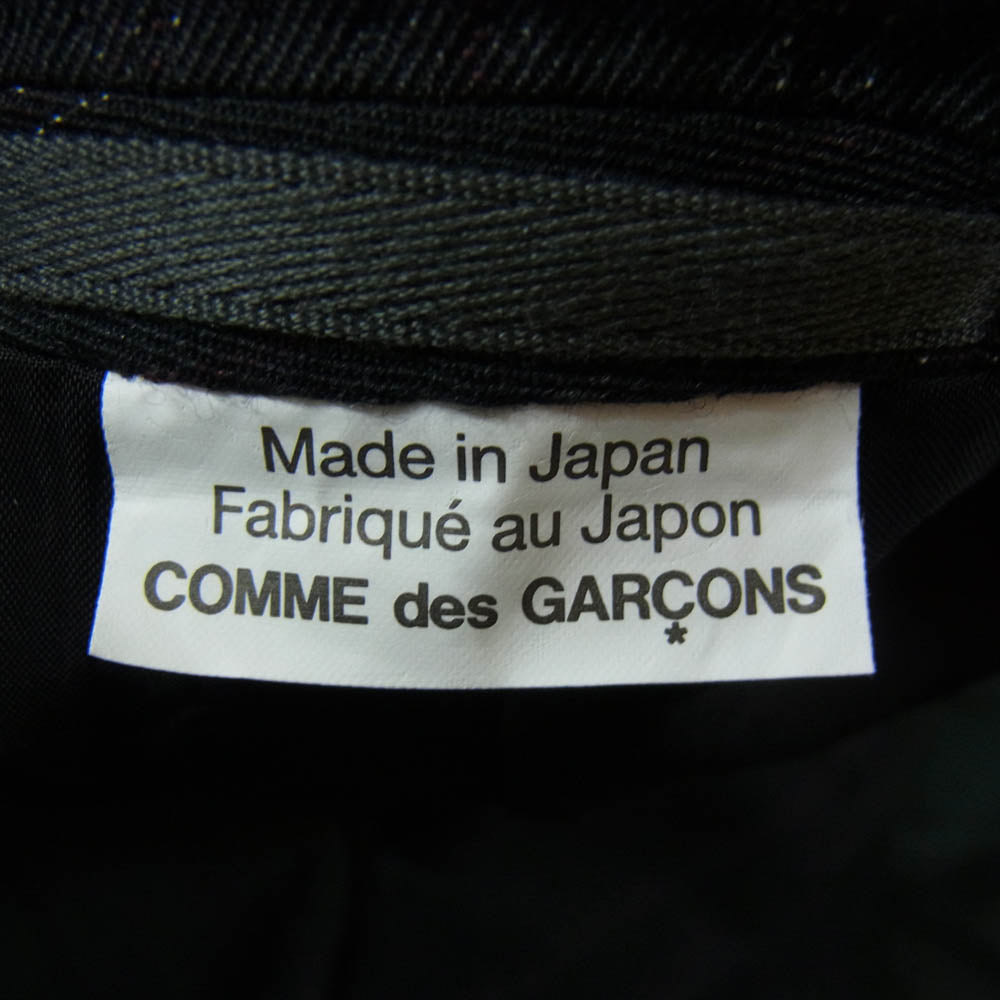 Made in Japan
Fabriqué au Japon
COMME des GARÇONS
*